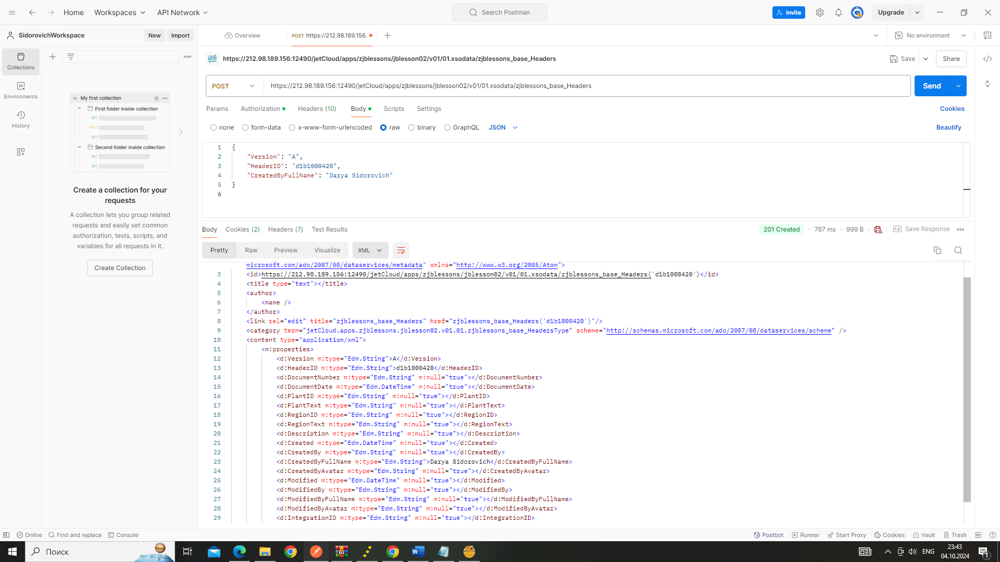 Home Workspaces API Network Search Postman Invite Upgrade
SidorovichWorkspace New Import Overview POST https://212.98.189.156. No environment
Collections
Environments
History
My first collection
First folder inside collection
GET
POST
GET
Second folder inside collection
GET
GET
Create a collection for your
requests
A collection lets you group related
requests and easily set common
authorization, tests, scripts, and
variables for all requests in it.
Create Collection
HTTP https://212.98.189.156:12490/jetCloud/apps/zjblessons/jblesson02/v01/01.xsodata/zjblessons_base_Headers Save Share
POST https://212.98.189.156:12490/jetCloud/apps/zjblessons/jblesson02/v01/01.xsodata/zjblessons_base_Headers Send
Params Authorization Headers (10) Body Scripts Settings Cookies
none form-data x-www-form-urlencoded raw binary GraphQL JSON Beautify
1 {
2 "Version": "A",
3 "HeaderID": "d1b1000420",
4 "CreatedByFullName": "Darya Sidorovich"
5 }
6
Body Cookies (2) Headers (7) Test Results 201 Created 787 ms 999 B e.g. Save Response
Pretty Raw Preview Visualize XML
microsoft.com/ado/2007/08/dataservices/metadata" xmlns="http://www.w3.org/2005/Atom">
3 <id>https://212.98.189.156:12490/jetCloud/apps/zjblessons/jblesson02/v01/01.xsodata/zjblessons_base_Headers('d1b1000420')</id>
4 <title type="text"></title>
5 <author>
6 <name />
7 </author>
8 <link rel="edit" title="zjblessons_base_Headers" href="zjblessons_base_Headers('d1b1000420')"/>
9 <category term="jetCloud.apps.zjblessons.jblesson02.v01.01.zjblessons_base_HeadersType" scheme="http://schemas.microsoft.com/ado/2007/08/dataservices/scheme" />
10 <content type="application/xml">
11 <m:properties>
12 <d:Version m:type="Edm.String">A</d:Version>
13 <d:HeaderID m:type="Edm.String">d1b1000420</d:HeaderID>
14 <d:DocumentNumber m:type="Edm.String" m:null="true"></d:DocumentNumber>
15 <d:DocumentDate m:type="Edm.DateTime" m:null="true"></d:DocumentDate>
16 <d:PlantID m:type="Edm.String" m:null="true"></d:PlantID>
17 <d:PlantText m:type="Edm.String" m:null="true"></d:PlantText>
18 <d:RegionID m:type="Edm.String" m:null="true"></d:RegionID>
19 <d:RegionText m:type="Edm.String" m:null="true"></d:RegionText>
20 <d:Description m:type="Edm.String" m:null="true"></d:Description>
21 <d:Created m:type="Edm.DateTime" m:null="true"></d:Created>
22 <d:CreatedBy m:type="Edm.String" m:null="true"></d:CreatedBy>
23 <d:CreatedByFullName m:type="Edm.String">Darya Sidorovich</d:CreatedByFullName>
24 <d:CreatedByAvatar m:type="Edm.String" m:null="true"></d:CreatedByAvatar>
25 <d:Modified m:type="Edm.DateTime" m:null="true"></d:Modified>
26 <d:ModifiedBy m:type="Edm.String" m:null="true"></d:ModifiedBy>
27 <d:ModifiedByFullName m:type="Edm.String" m:null="true"></d:ModifiedByFullName>
28 <d:ModifiedByAvatar m:type="Edm.String" m:null="true"></d:ModifiedByAvatar>
29 <d:IntegrationID m:type="Edm.String" m:null="true"></d:IntegrationID>
Online Find and replace Console Postbot Runner Start Proxy Cookies Vault Trash
Поиск ENG 23:43
04.10.2024 1